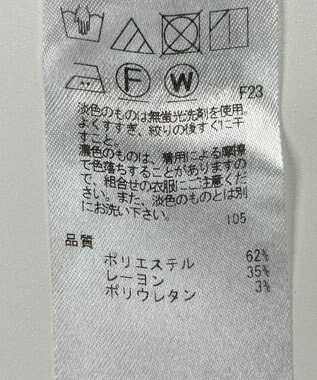 F W
F23
淡色のものは無蛍光洗剤を使用
よくすすぎ、絞りの後すぐに干
すこと。
濃色のものは、着用による摩擦
で色落ちすることがありますの
で、組合せの衣服にご注意くだ
さい。また、淡色のものとは別
にお洗い下さい。
105
品質
ポリエステル 62%
レーヨン 35%
ポリウレタン 3%